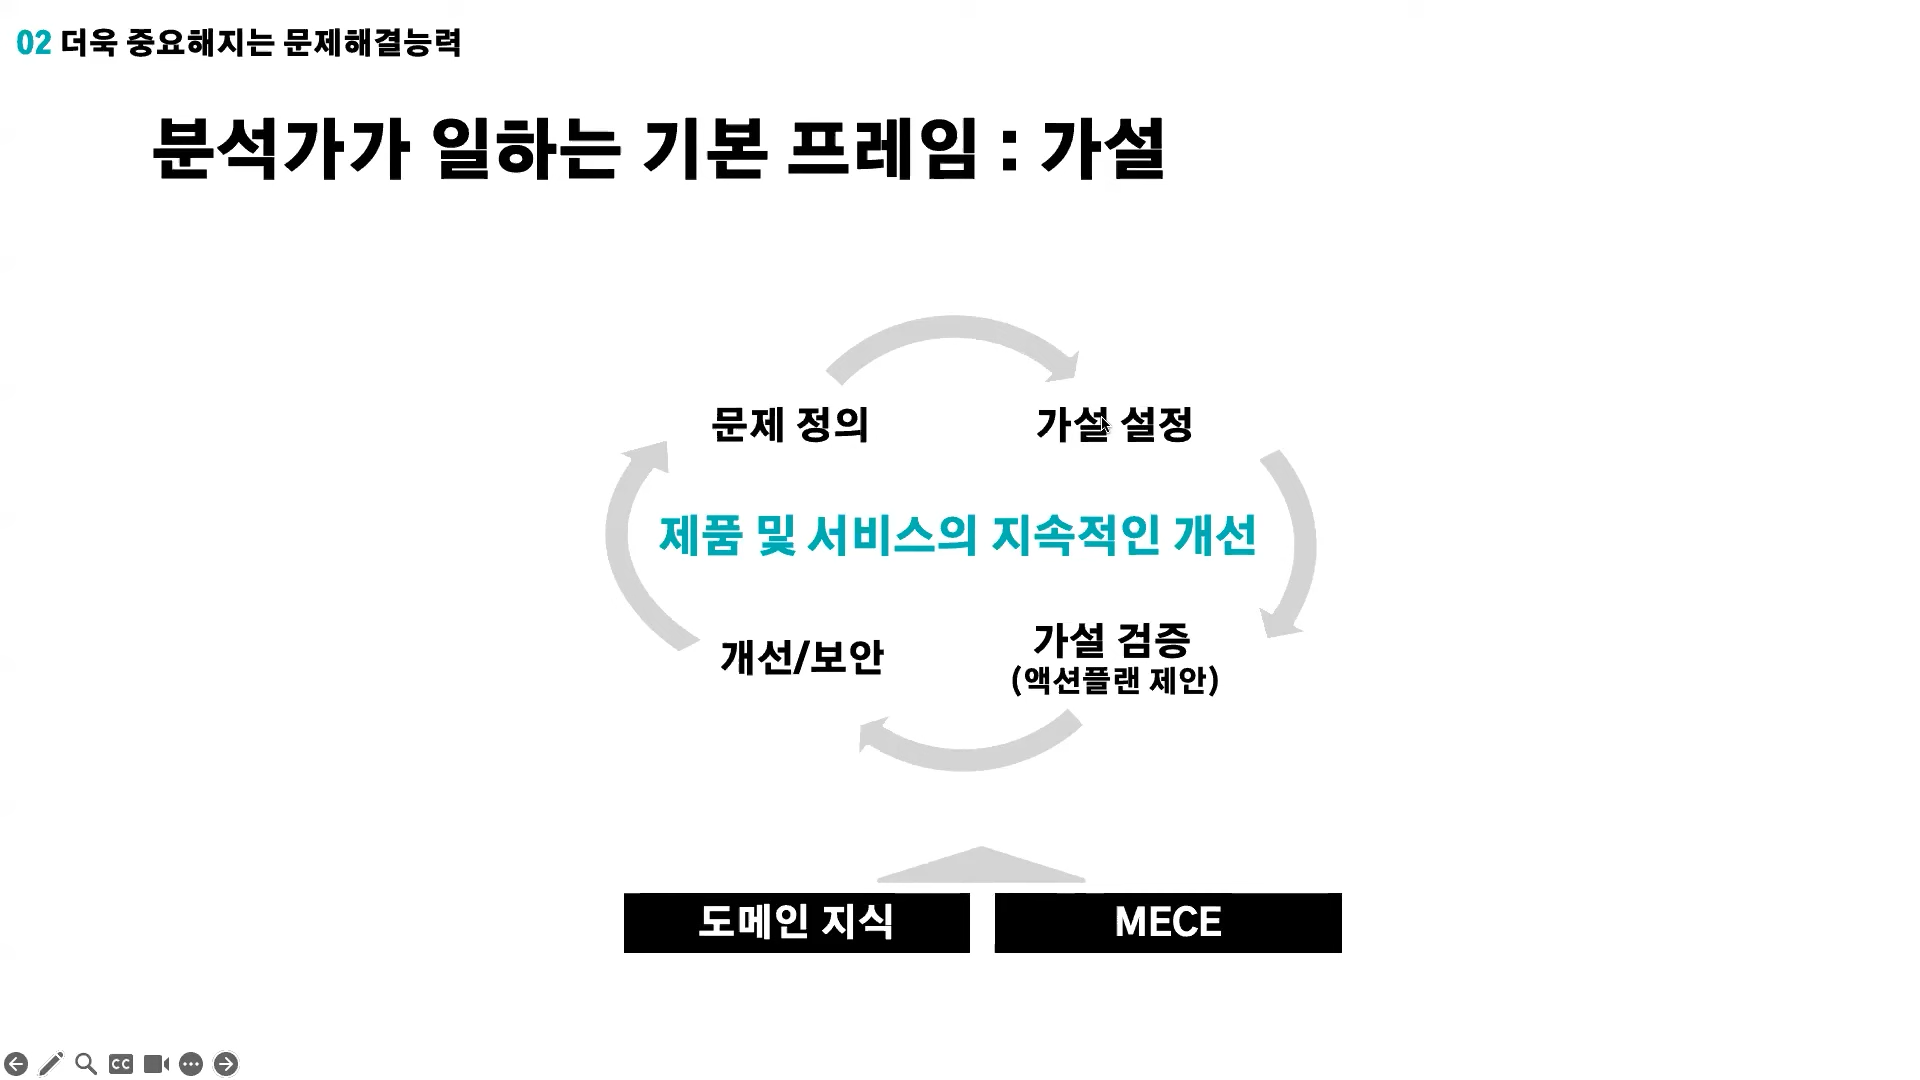 02 더욱 중요해지는 문제해결능력
분석가가 일하는 기본 프레임 : 가설
문제 정의
가설 설정
제품 및 서비스의 지속적인 개선
개선/보안
가설 검증
(액션플랜 제안)
도메인 지식
MECE
CC